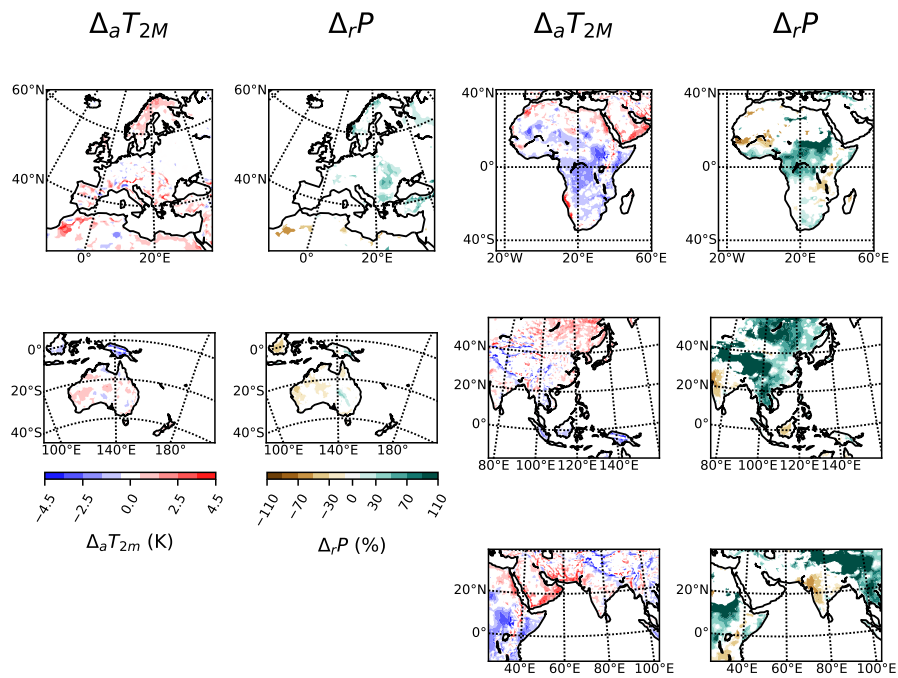 ΔaT2M ΔrP ΔaT2M ΔrP
60°N 60°N 40°N 40°N
40°N 40°N 0° 0°
40°S 40°S
0° 20°E 0° 20°E 20°W 20°E 60°E 20°W 20°E 60°E
0° 0° 40°N 40°N
20°S 20°S 20°N 20°N
40°S 40°S 0° 0°
100°E 140°E 180° 100°E 140°E 180° 80°E 100°E 120°E 140°E 80°E 100°E 120°E 140°E
−4.5 −2.5 0.0 2.5 4.5 −110 −70 −30 0 30 70 110
ΔaT2m (K) ΔrP (%)
20°N 20°N
0° 0°
40°E 60°E 80°E 100°E 40°E 60°E 80°E 100°E